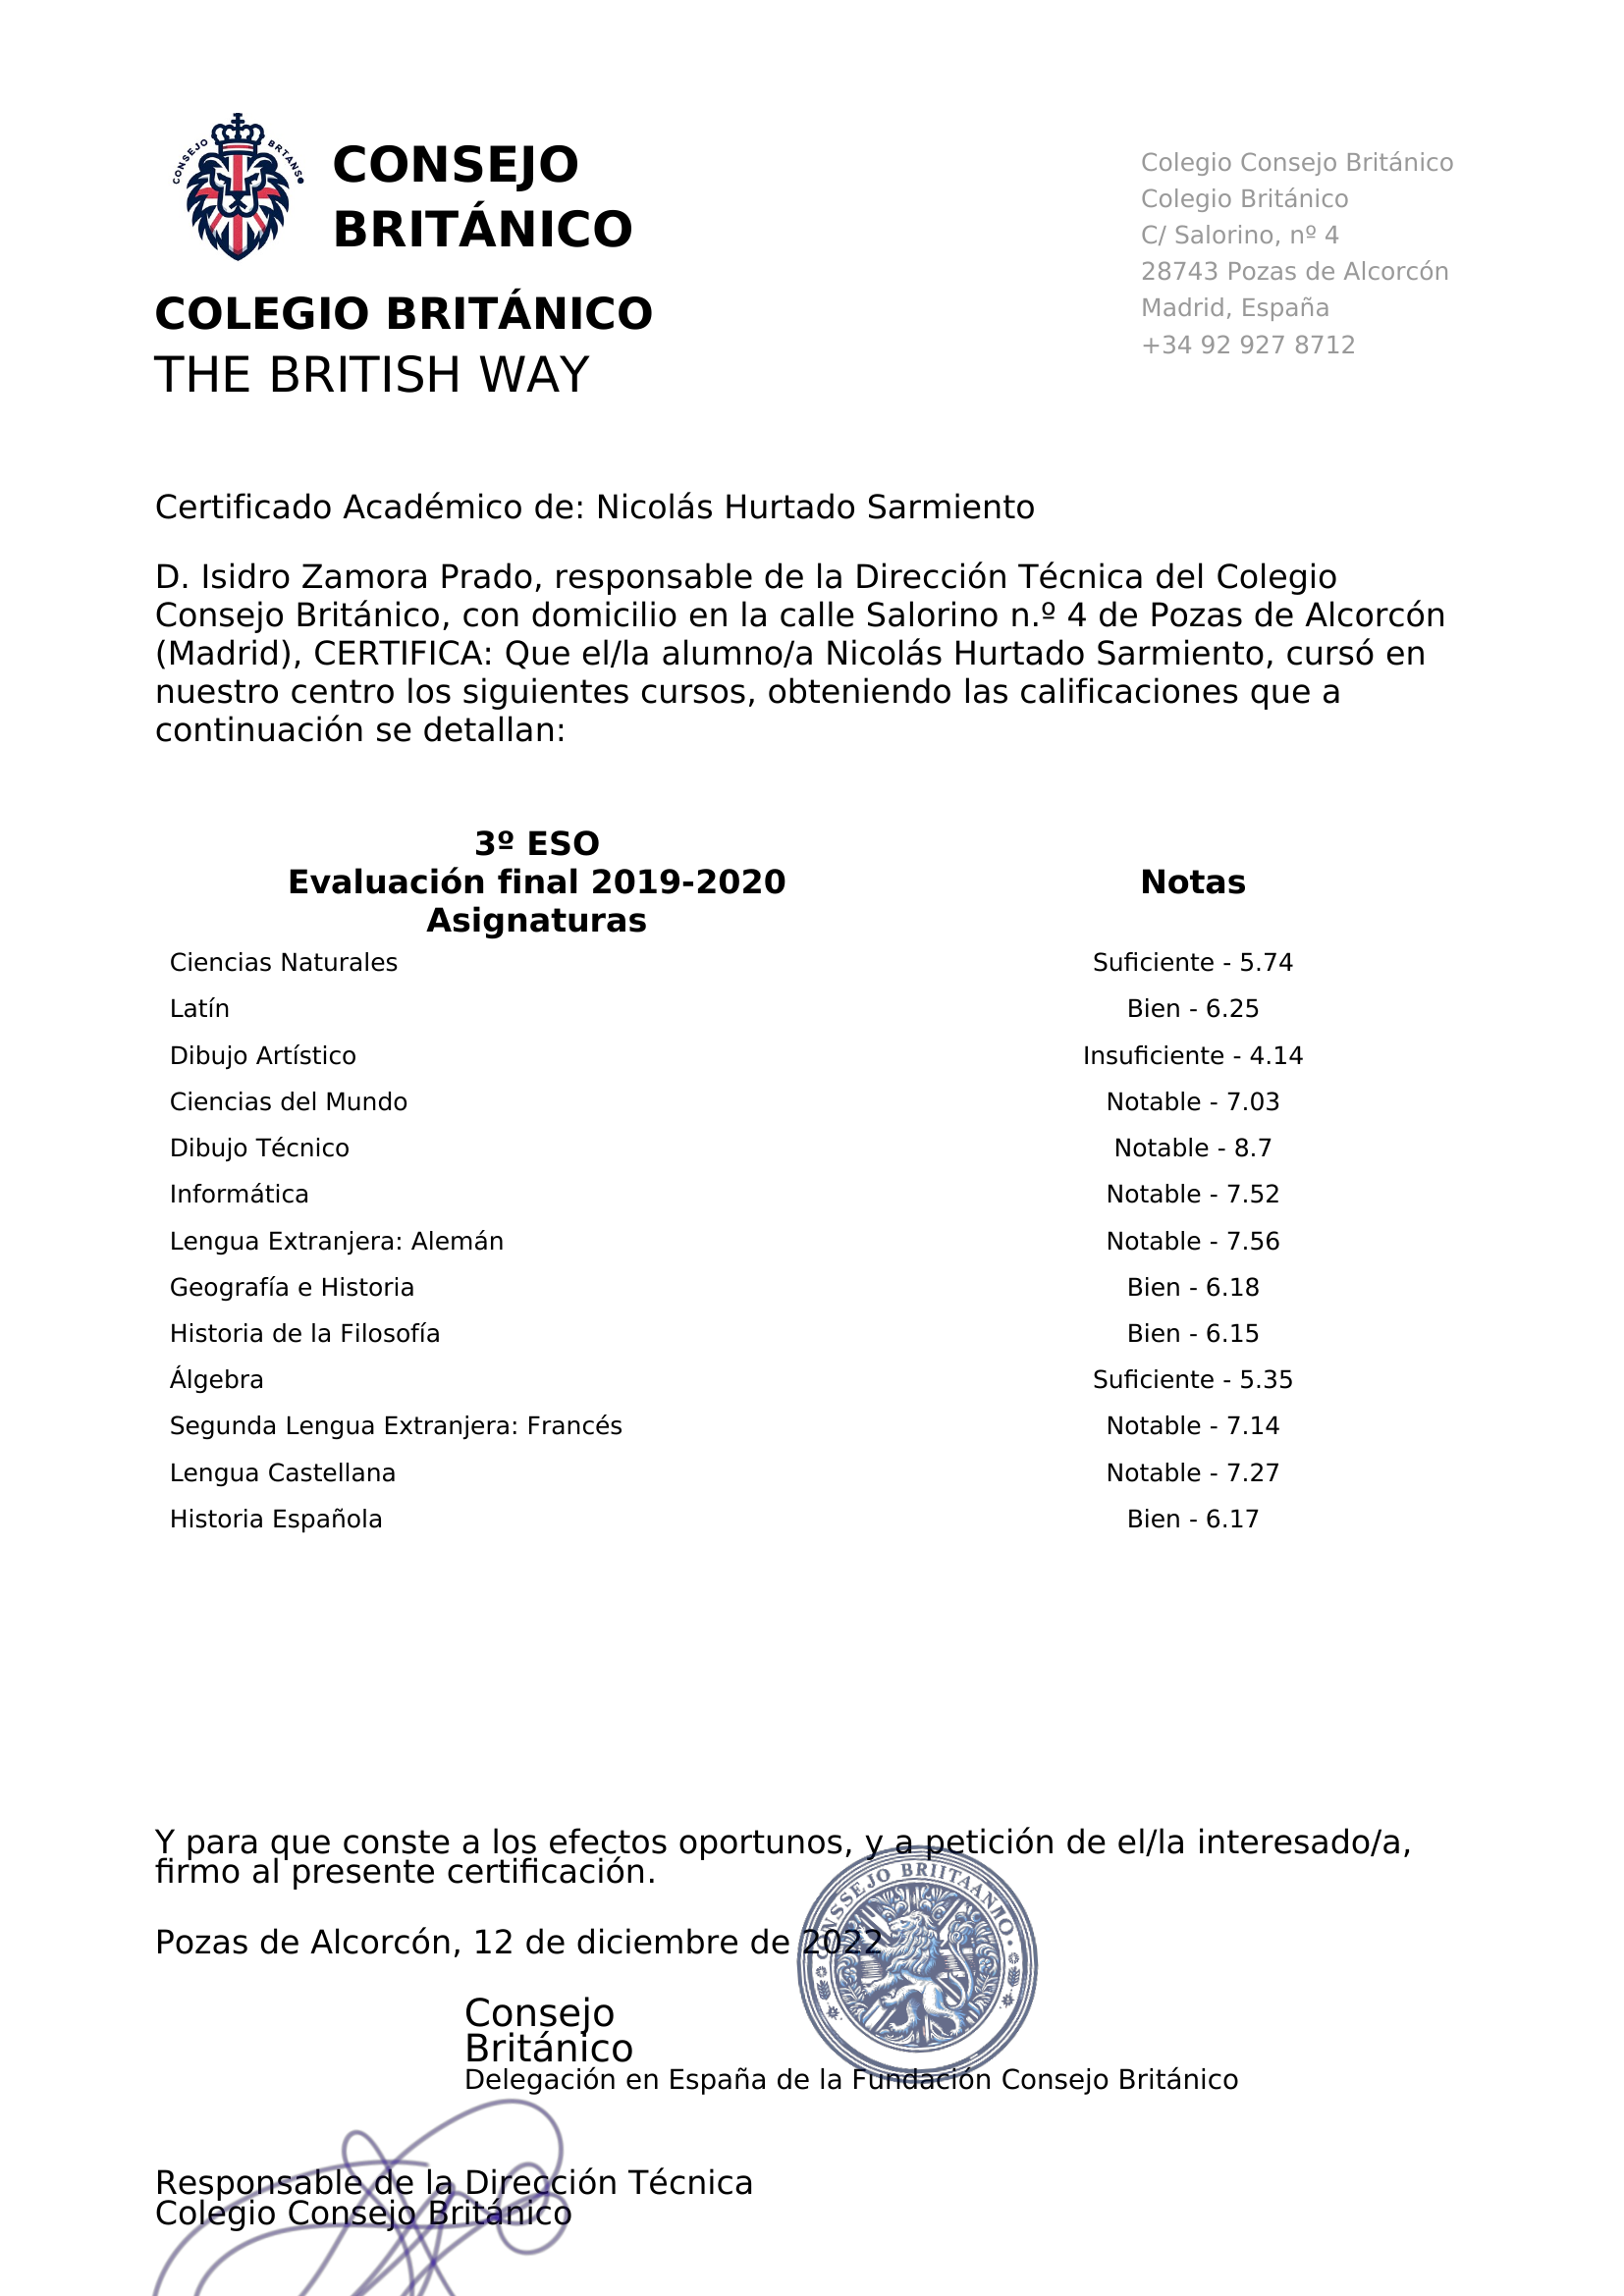 CONSEJO BRTANS
CONSEJO
BRITÁNICO
COLEGIO BRITÁNICO
THE BRITISH WAY
Colegio Consejo Británico
Colegio Británico
C/ Salorino, nº 4
28743 Pozas de Alcorcón
Madrid, España
+34 92 927 8712
Certificado Académico de: Nicolás Hurtado Sarmiento
D. Isidro Zamora Prado, responsable de la Dirección Técnica del Colegio
Consejo Británico, con domicilio en la calle Salorino n.º 4 de Pozas de Alcorcón
(Madrid), CERTIFICA: Que el/la alumno/a Nicolás Hurtado Sarmiento, cursó en
nuestro centro los siguientes cursos, obteniendo las calificaciones que a
continuación se detallan:
3º ESO
Evaluación final 2019-2020 Notas
Asignaturas
Ciencias Naturales Suficiente - 5.74
Latín Bien - 6.25
Dibujo Artístico Insuficiente - 4.14
Ciencias del Mundo Notable - 7.03
Dibujo Técnico Notable - 8.7
Informática Notable - 7.52
Lengua Extranjera: Alemán Notable - 7.56
Geografía e Historia Bien - 6.18
Historia de la Filosofía Bien - 6.15
Álgebra Suficiente - 5.35
Segunda Lengua Extranjera: Francés Notable - 7.14
Lengua Castellana Notable - 7.27
Historia Española Bien - 6.17
Y para que conste a los efectos oportunos, y a petición de el/la interesado/a,
firmo al presente certificación.
Pozas de Alcorcón, 12 de diciembre de 2022
Consejo
Británico
Delegación en España de la Fundación Consejo Británico
Responsable de la Dirección Técnica
Colegio Consejo Británico